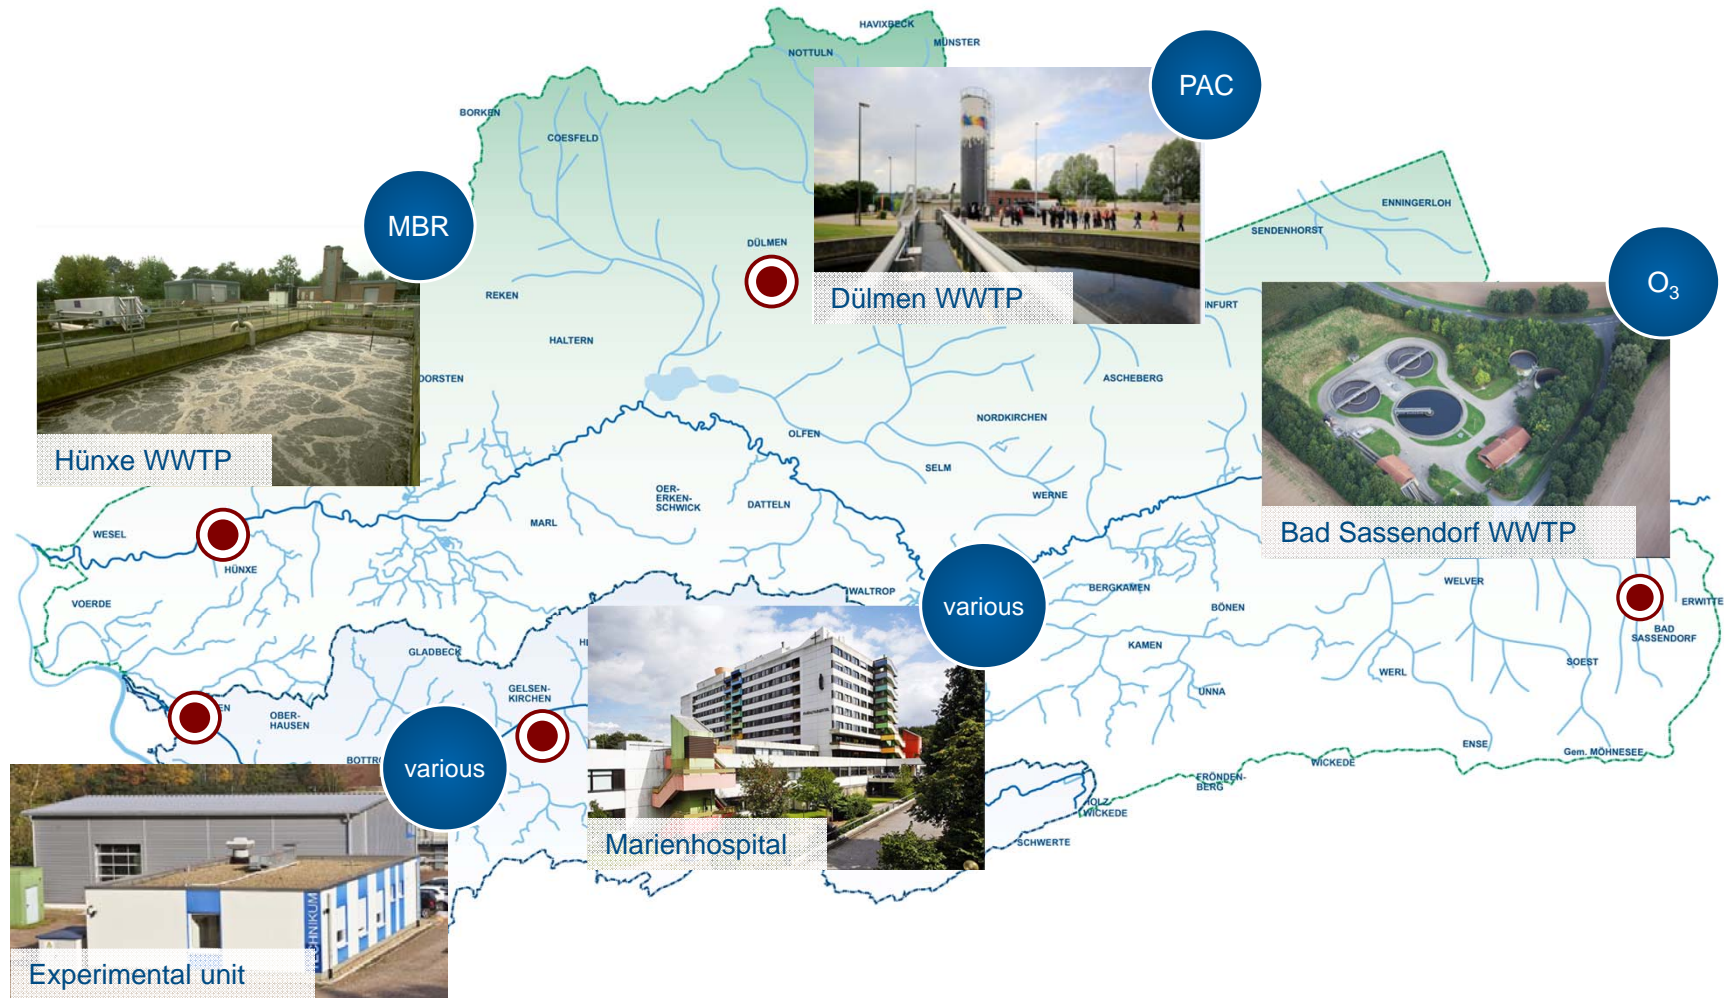 HAVIXBECK
MÜNSTER
NOTTULN
PAC
BORKEN
COESFELD
ENNINGERLOH
SENDENHORST
MBR
DÜLMEN
O3
REKEN
Dülmen WWTP
INFURT
HALTERN
DORSTEN
ASCHEBERG
NORDKIRCHEN
OLFEN
Hünxe WWTP
SELM
OER-
ERKEN-
SCHWICK
DATTELN
WERNE
MARL
WESEL
Bad Sassendorf WWTP
HÜNXE
WELVER
BERGKAMEN
WALTROP
VOERDE
various
BÖNEN
ERWITTE
BAD
SASSENDORF
GLADBECK
KAMEN
SOEST
WERL
GELSEN-
KIRCHEN
UNNA
EN
OBER-
HAUSEN
ENSE
Gem. MÖHNESEE
BOTTRO
various
WICKEDE
FRÖNDEN-
BERG
HOLZ
WICKEDE
Marienhospital
SCHWERTE
TECHNIKUM
Experimental unit